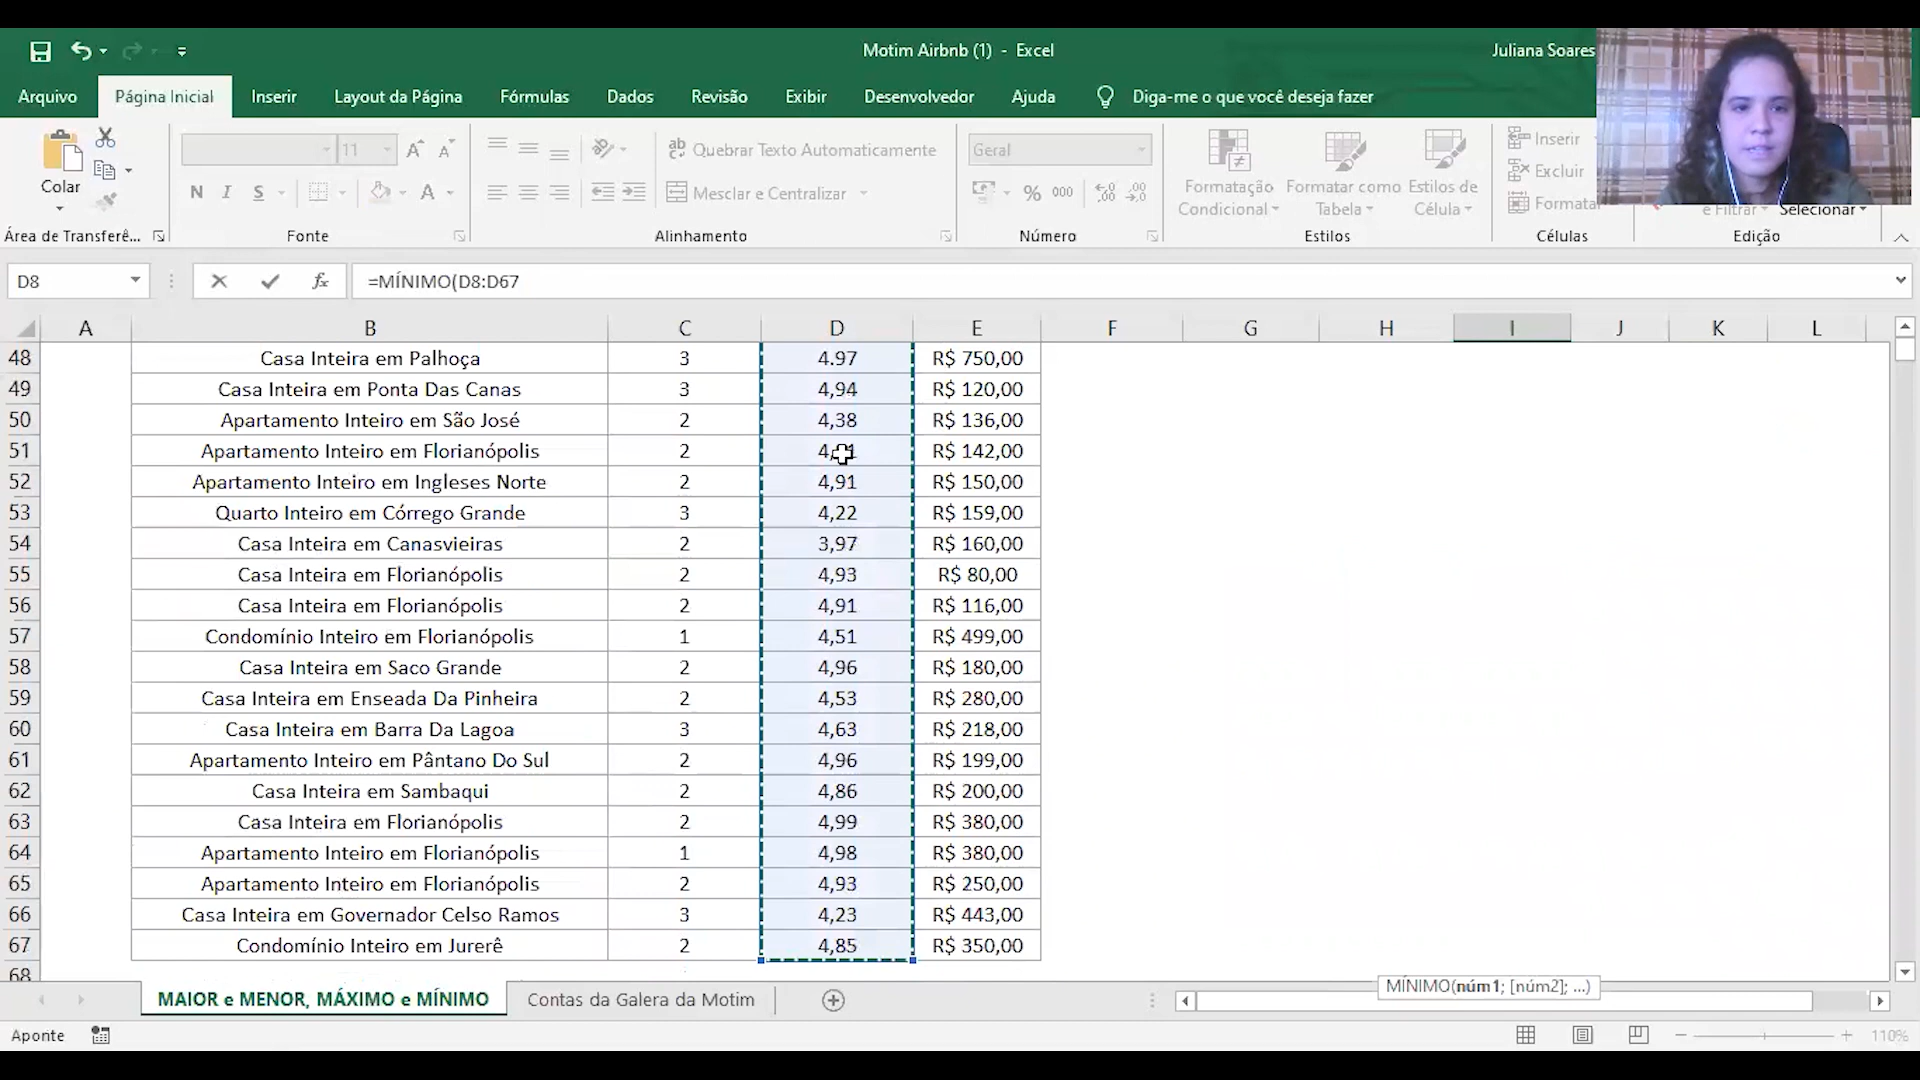 Motim Airbnb (1) - Excel
Juliana Soares
Arquivo Página Inicial Inserir Layout da Página Fórmulas Dados Revisão Exibir Desenvolvedor Ajuda Diga-me o que você deseja fazer
Colar
11
Quebrar Texto Automaticamente
Geral
N I S
Mesclar e Centralizar
% 000
Formatação Condicional
Formatar como Tabela
Estilos de Célula
Inserir
Excluir
Formatar
e Filtrar
Selecionar
Área de Transferê... Fonte Alinhamento Número Estilos Células Edição
D8 fx =MÍNIMO(D8:D67
A B C D E F G H I J K L
48 Casa Inteira em Palhoça 3 4.97 R$ 750,00
49 Casa Inteira em Ponta Das Canas 3 4,94 R$ 120,00
50 Apartamento Inteiro em São José 2 4,38 R$ 136,00
51 Apartamento Inteiro em Florianópolis 2 R$ 142,00
52 Apartamento Inteiro em Ingleses Norte 2 4,91 R$ 150,00
53 Quarto Inteiro em Córrego Grande 3 4,22 R$ 159,00
54 Casa Inteira em Canasvieiras 2 3,97 R$ 160,00
55 Casa Inteira em Florianópolis 2 4,93 R$ 80,00
56 Casa Inteira em Florianópolis 2 4,91 R$ 116,00
57 Condomínio Inteiro em Florianópolis 1 4,51 R$ 499,00
58 Casa Inteira em Saco Grande 2 4,96 R$ 180,00
59 Casa Inteira em Enseada Da Pinheira 2 4,53 R$ 280,00
60 Casa Inteira em Barra Da Lagoa 3 4,63 R$ 218,00
61 Apartamento Inteiro em Pântano Do Sul 2 4,96 R$ 199,00
62 Casa Inteira em Sambaqui 2 4,86 R$ 200,00
63 Casa Inteira em Florianópolis 2 4,99 R$ 380,00
64 Apartamento Inteiro em Florianópolis 1 4,98 R$ 380,00
65 Apartamento Inteiro em Florianópolis 2 4,93 R$ 250,00
66 Casa Inteira em Governador Celso Ramos 3 4,23 R$ 443,00
67 Condomínio Inteiro em Jurerê 2 4,85 R$ 350,00
68
MÍNIMO(núm1; [núm2]; ...)
MAIOR e MENOR, MÁXIMO e MÍNIMO Contas da Galera da Motim
Aponte 110%